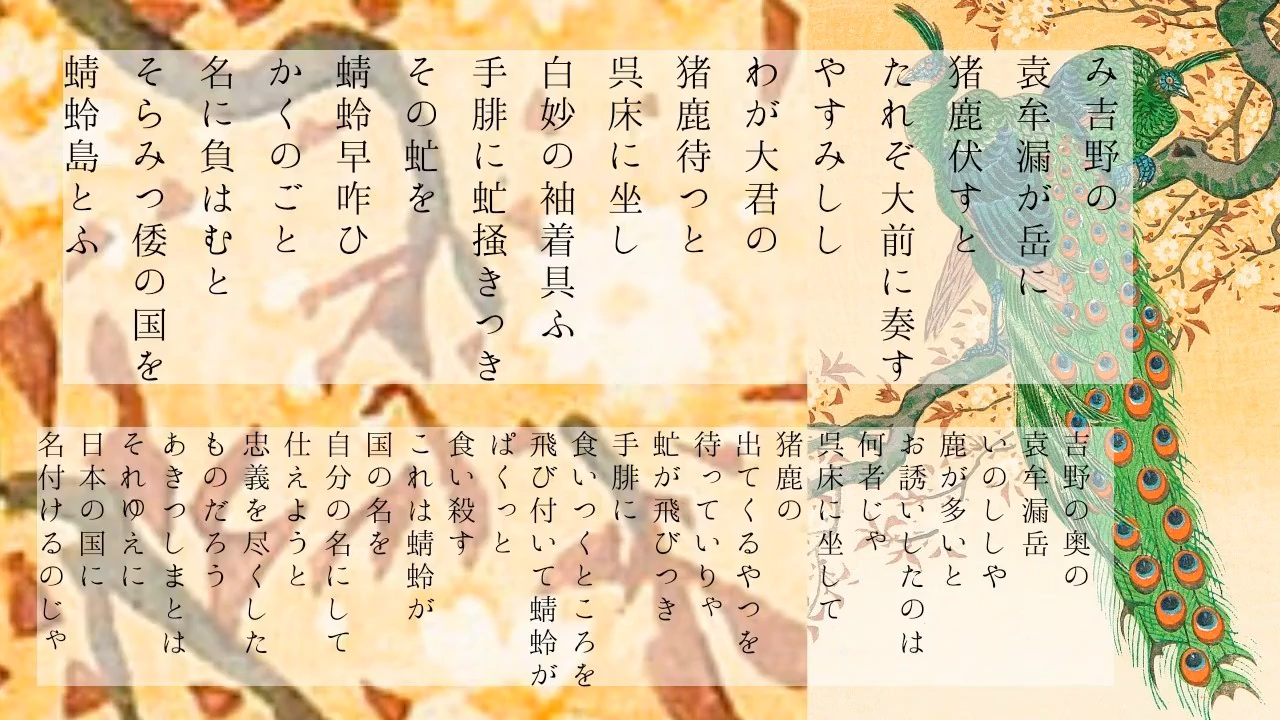 み吉野の
袁牟漏が岳に
猪鹿伏すと
たれぞ大前に奏す
やすみしし
わが大君の
猪鹿待つと
呉床に坐し
白妙の袖着具ふ
手腓に虻掻きつき
その虻を
蜻蛉早咋ひ
かくのごと
名に負はむと
そらみつ倭の国を
蜻蛉島とふ
吉野の奥の
袁牟漏岳
いのししや
鹿が多いと
お誘いしたのは
何者じゃ
呉床に坐して
猪鹿の
出てくるやつを
待っていりゃ
虻が飛びつき
手腓に
食いつくところを
飛び付いて蜻蛉が
ぱくっと
食い殺す
これは蜻蛉が
国の名を
自分の名にして
仕えようと
忠義を尽くした
ものだろう
あきつしまとは
それゆえに
日本の国に
名付けるのじゃ